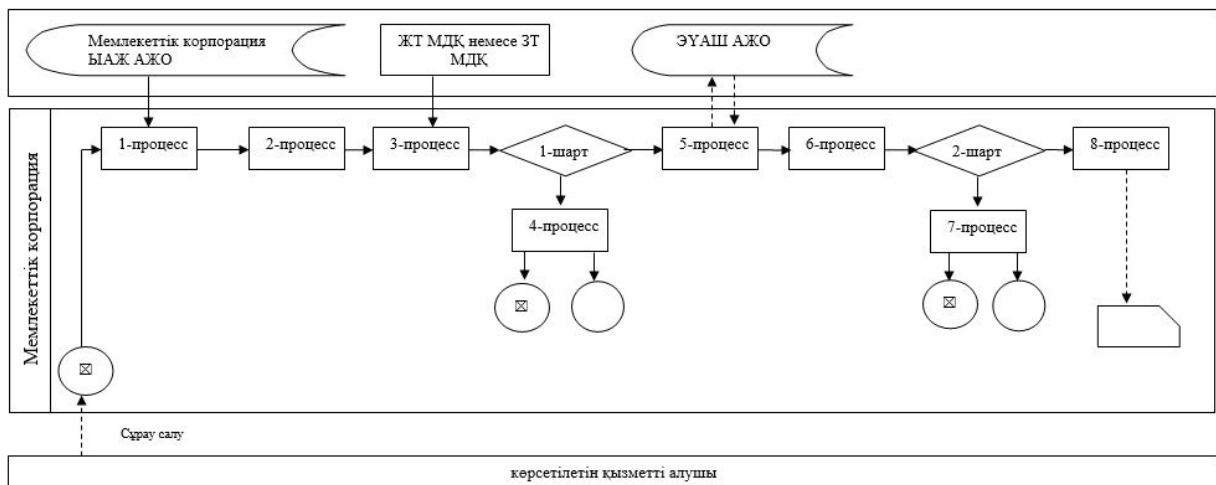 Мемлекеттік корпорация
ЫАЖ АЖО
ЖТ МДҚ немесе ЗТ
МДҚ
ЭҮАШ АЖО
Мемлекеттік корпорация
1-процесс
2-процесс
3-процесс
1-шарт
5-процесс
6-процесс
2-шарт
8-процесс
4-процесс
7-процесс
Сұрау салу
көрсетілетін қызметті алушы